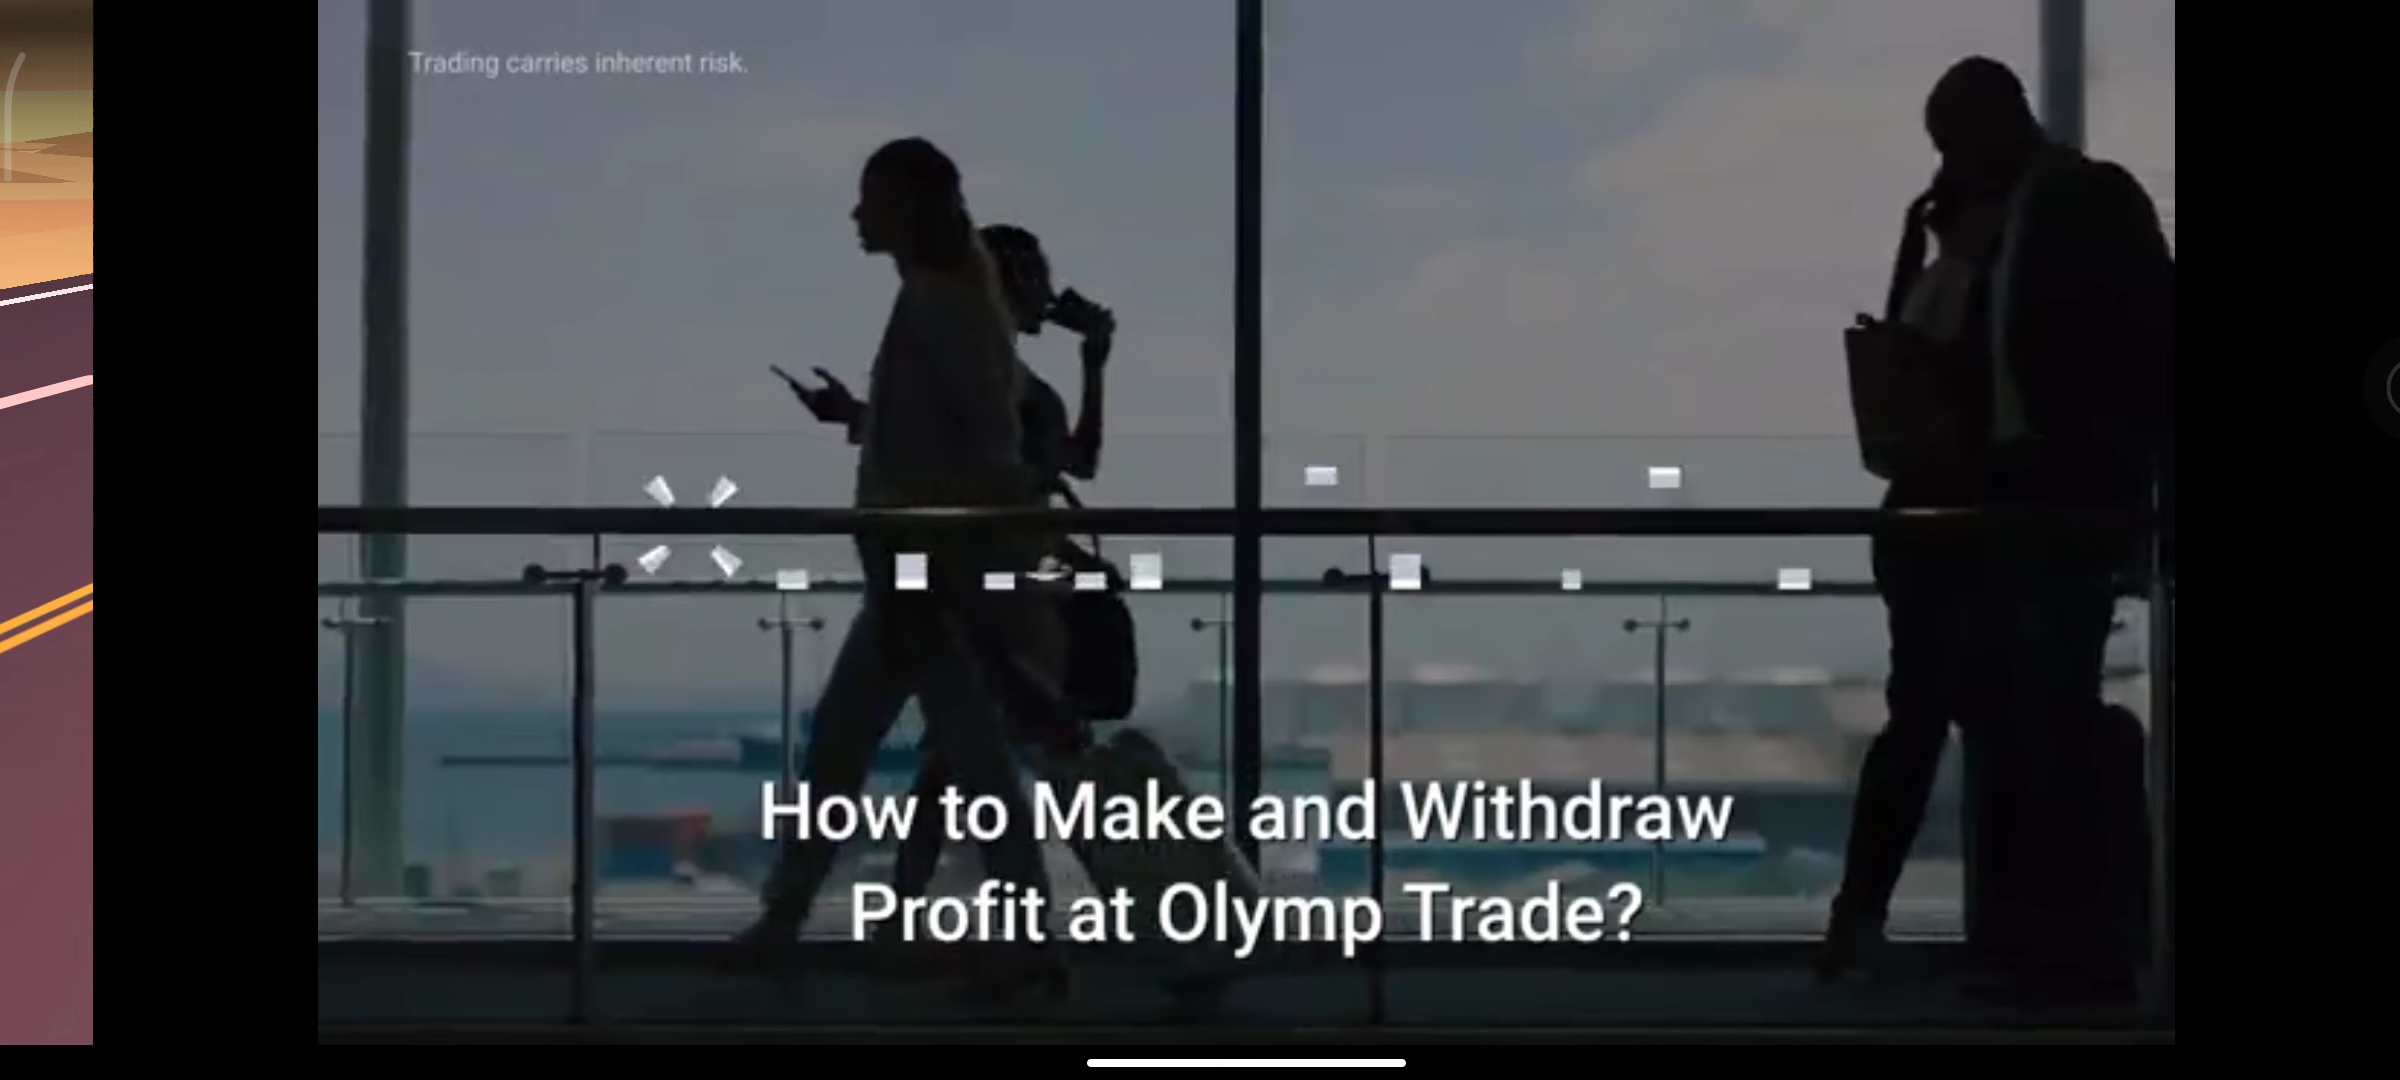 Trading carries inherent risk.
How to Make and Withdraw
Profit at Olymp Trade?